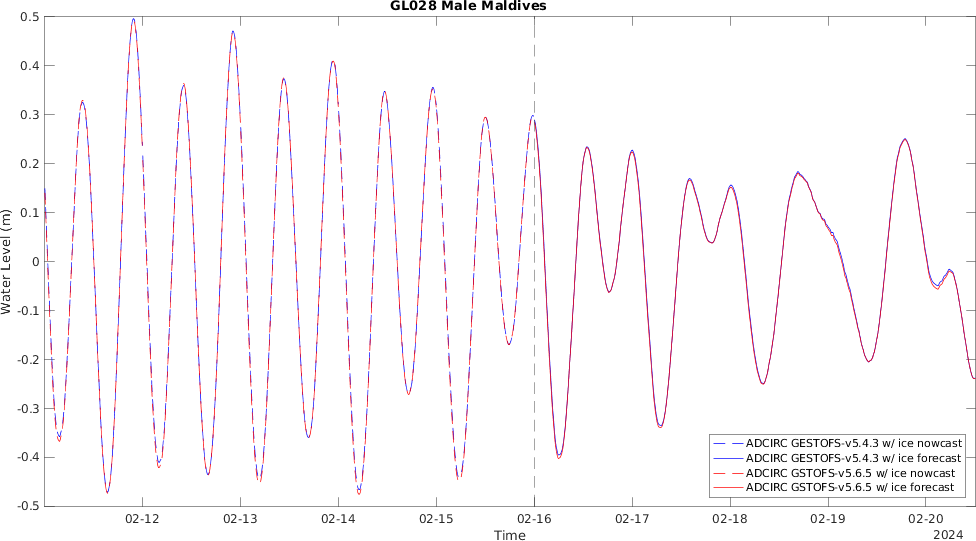 GL028 Male Maldives
0.5
0.4
0.3
0.2
0.1
0
-0.1
-0.2
-0.3
-0.4
-0.5
Water Level (m)
ADCIRC GESTOFS-v5.4.3 w/ ice nowcast
ADCIRC GESTOFS-v5.4.3 w/ ice forecast
ADCIRC GSTOFS-v5.6.5 w/ ice nowcast
ADCIRC GSTOFS-v5.6.5 w/ ice forecast
02-12 02-13 02-14 02-15 02-16 02-17 02-18 02-19 02-20
Time
2024